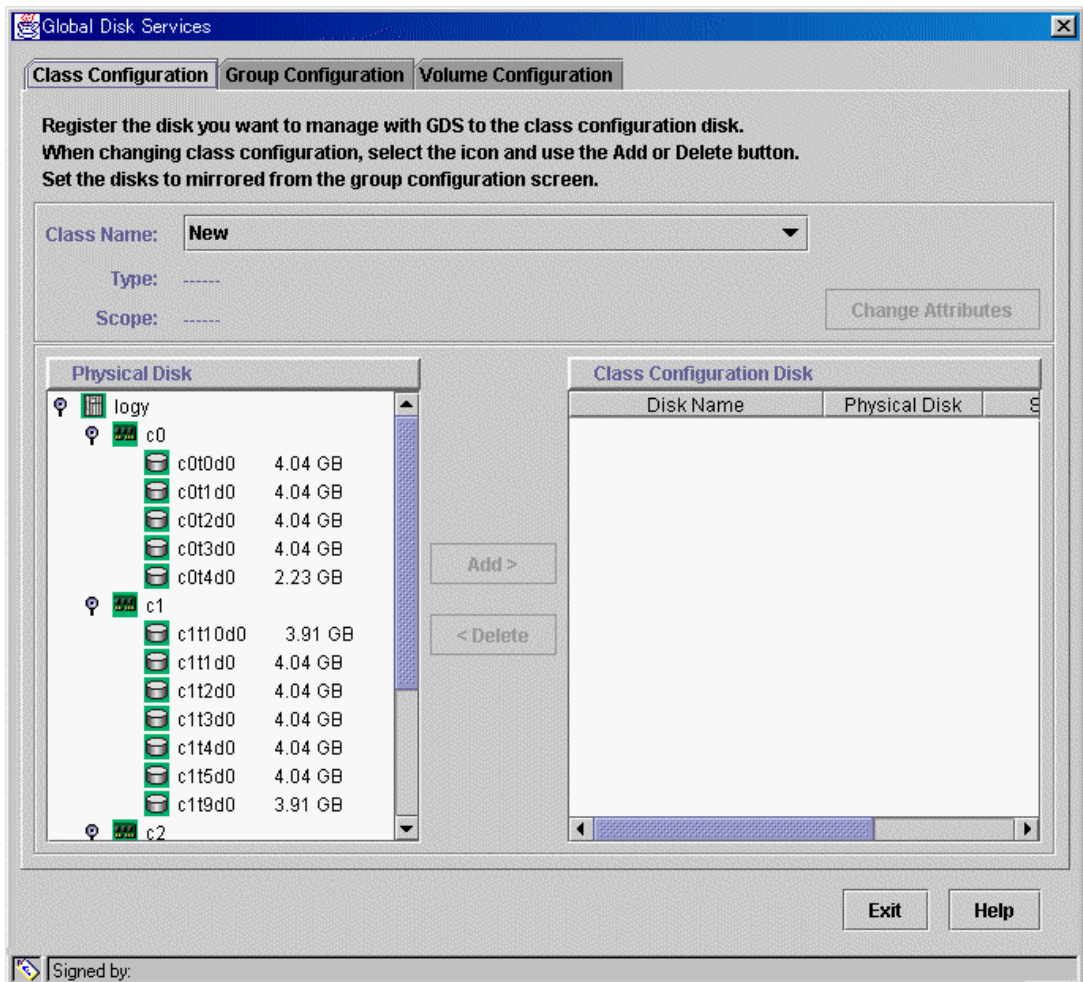 Global Disk Services
Class Configuration Group Configuration Volume Configuration
Register the disk you want to manage with GDS to the class configuration disk.
When changing class configuration, select the icon and use the Add or Delete button.
Set the disks to mirrored from the group configuration screen.
Class Name: New
Type: ------
Scope: ------
Change Attributes
Physical Disk
logy
c0
c0t0d0 4.04 GB
c0t1d0 4.04 GB
c0t2d0 4.04 GB
c0t3d0 4.04 GB
c0t4d0 2.23 GB
c1
c1t10d0 3.91 GB
c1t1d0 4.04 GB
c1t2d0 4.04 GB
c1t3d0 4.04 GB
c1t4d0 4.04 GB
c1t5d0 4.04 GB
c1t9d0 3.91 GB
c2
Add >
< Delete
Class Configuration Disk
Disk Name Physical Disk S
Exit Help
Signed by: